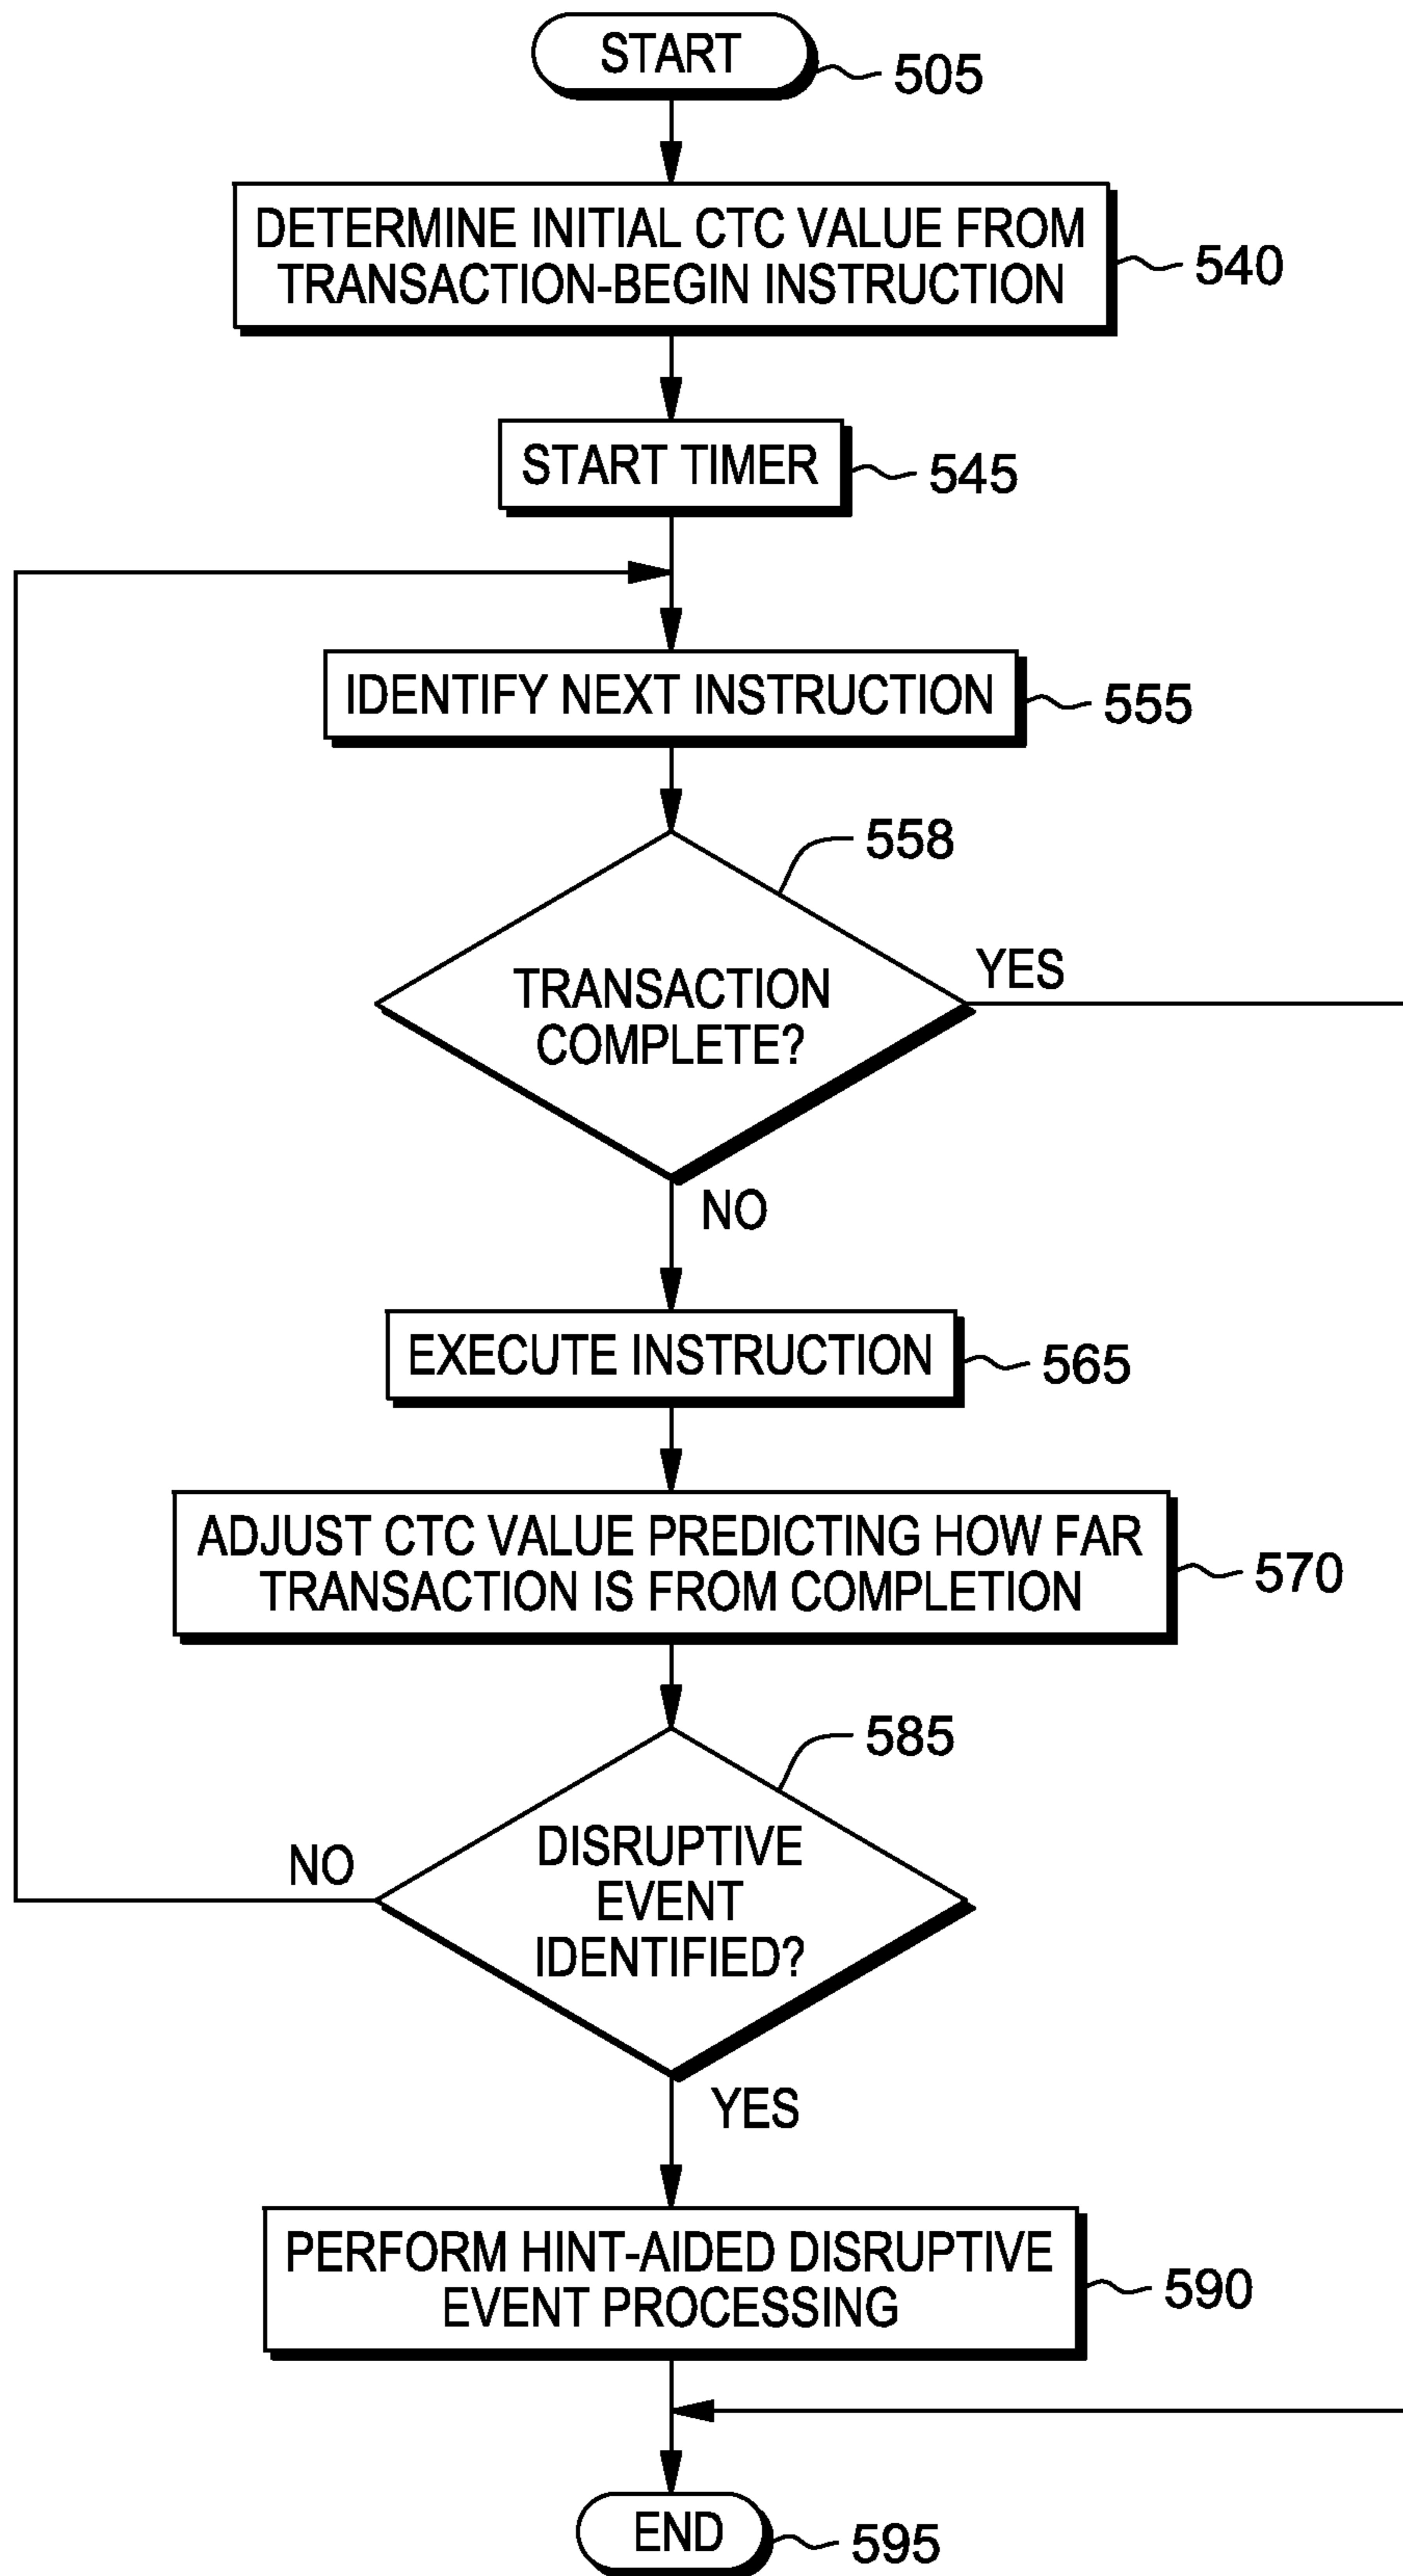 START
505
DETERMINE INITIAL CTC VALUE FROM
TRANSACTION-BEGIN INSTRUCTION
540
START TIMER
545
IDENTIFY NEXT INSTRUCTION
555
558
TRANSACTION
COMPLETE?
YES
NO
EXECUTE INSTRUCTION
565
ADJUST CTC VALUE PREDICTING HOW FAR
TRANSACTION IS FROM COMPLETION
570
585
DISRUPTIVE
EVENT
IDENTIFIED?
NO
YES
PERFORM HINT-AIDED DISRUPTIVE
EVENT PROCESSING
590
END
595